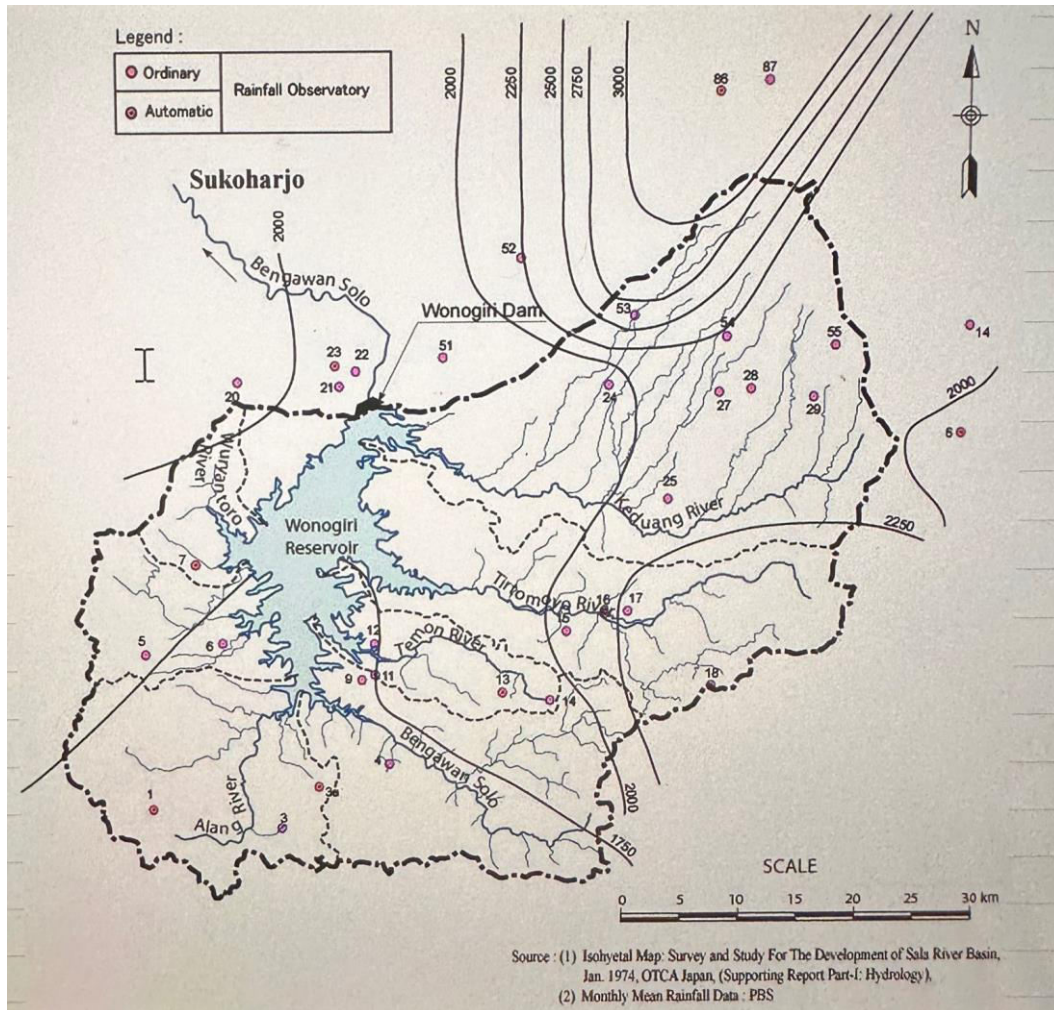 Legend :
Ordinary
Automatic
Rainfall Observatory
N
2000
2250
2500
2750
3000
86
87
Sukoharjo
2000
Bengawan Solo
52
Wonogiri Dam
53
54
55
14
51
23
22
21
20
24
27
28
29
2000
6
Wuryantoro
River
25
Keduang River
2250
Wonogiri
Reservoir
7
Tirtomoyo River
16
17
15
5
6
12
Temon River
9
11
13
14
18
4
Bengawan Solo
1
3a
3
Alang River
2000
1750
SCALE
0 5 10 20 30 km
Source : (1) Isohyetal Map: Survey and Study For The Development of Sala River Basin,
Jan. 1974, OTCA Japan, (Supporting Report Part-I: Hydrology),
(2) Monthly Mean Rainfall Data : PBS